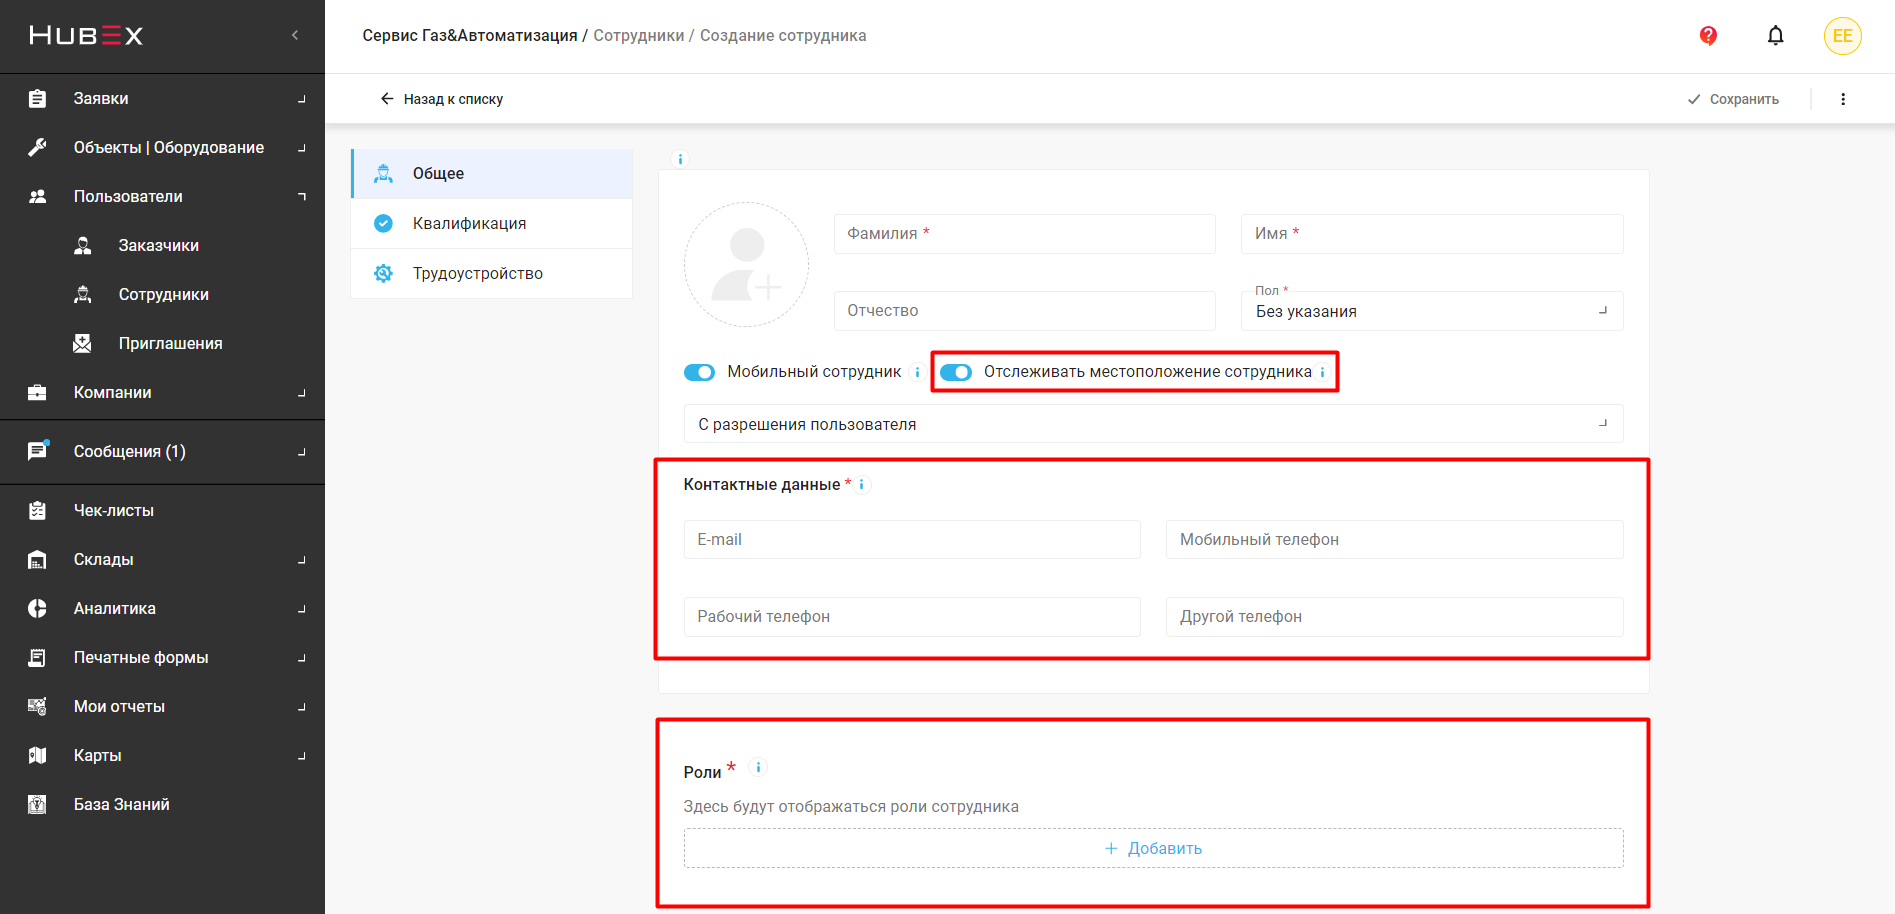 HUBEX
Сервис Газ&Автоматизация / Сотрудники / Создание сотрудника
?
EE
Назад к списку
Сохранить
Заявки
Объекты | Оборудование
Пользователи
Заказчики
Сотрудники
Приглашения
Компании
Сообщения (1)
Чек-листы
Склады
Аналитика
Печатные формы
Мои отчеты
Карты
База Знаний
Общее
Квалификация
Трудоустройство
i
Фамилия *
Имя *
Отчество
Пол *
Без указания
Мобильный сотрудник i
Отслеживать местоположение сотрудника i
С разрешения пользователя
Контактные данные * i
E-mail
Мобильный телефон
Рабочий телефон
Другой телефон
Роли * i
Здесь будут отображаться роли сотрудника
+ Добавить